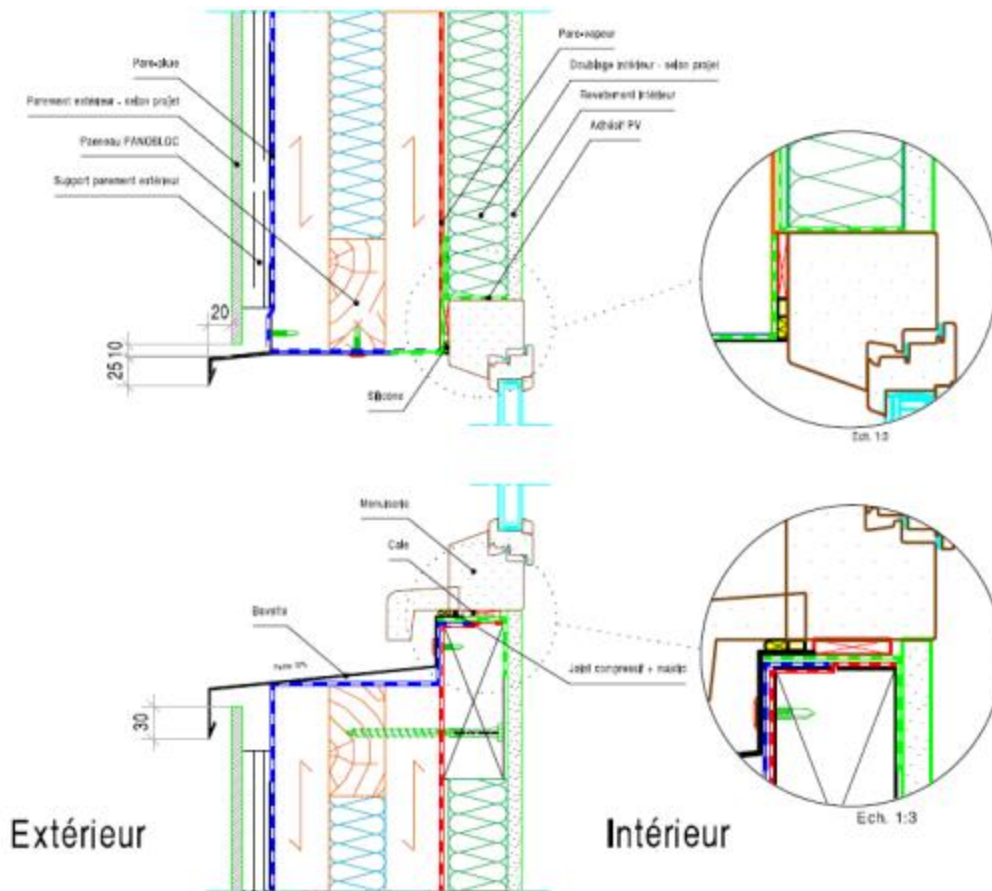 Pare-vapeur
Pare-pluie
Doublage intérieur - selon projet
Parement extérieur - selon projet
Revetement intérieur
Panneau PANOBLOC
Adhésif PV
Support parement extérieur
20
10
25
Silicone
Ech. 1:3
Menuiserie
Cale
Bavette
Joint compressif + mastic
30
Extérieur
Intérieur
Ech. 1:3